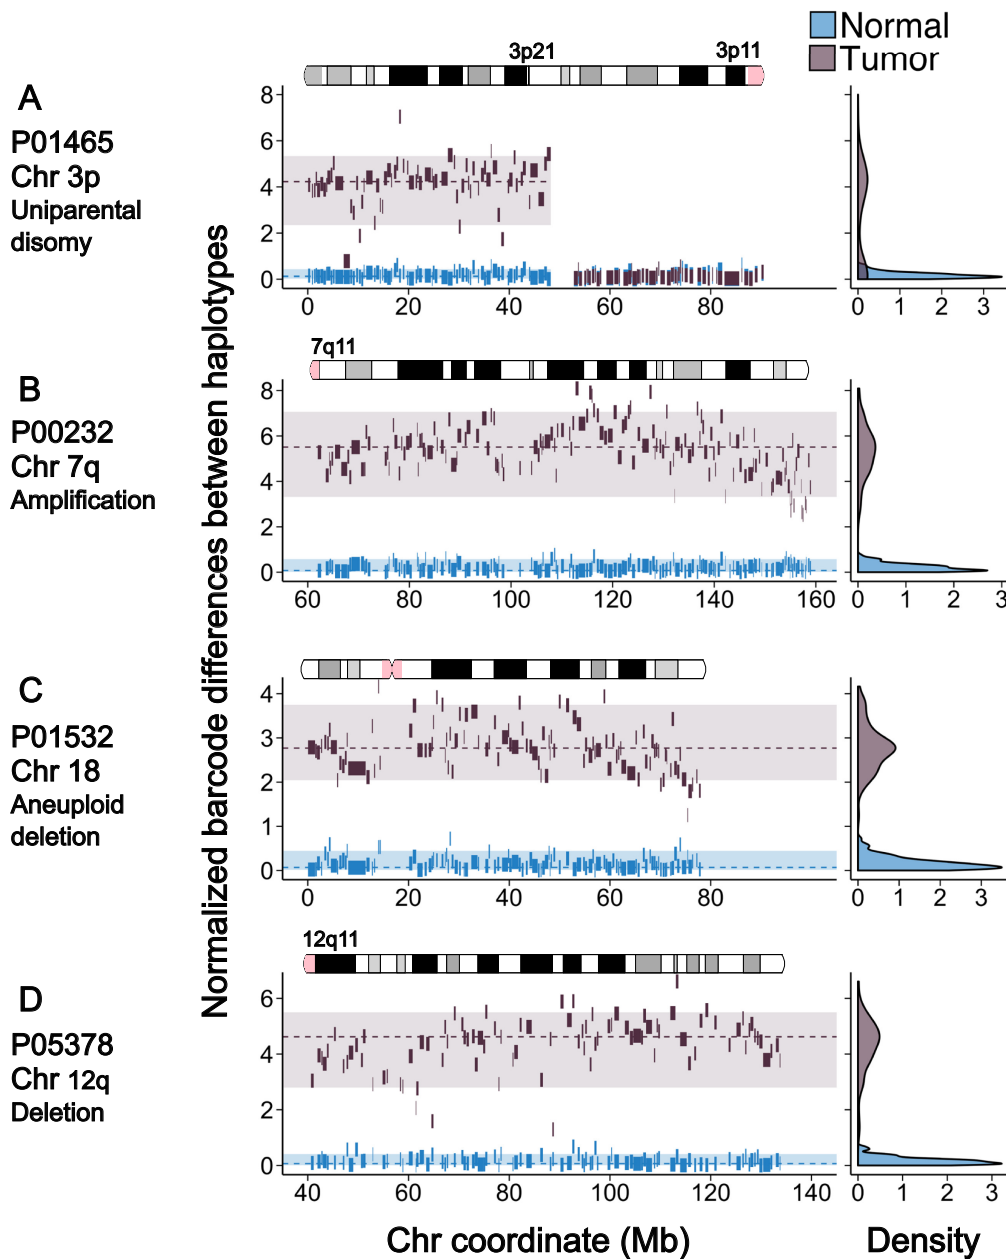 Normal
Tumor
3p21
3p11
A
P01465
Chr 3p
Uniparental
disomy
8
6
4
2
0
0
20
40
60
80
0
1
2
3
7q11
B
P00232
Chr 7q
Amplification
8
6
4
2
0
60
80
100
120
140
160
0
1
2
3
C
P01532
Chr 18
Aneuploid
deletion
4
3
2
1
0
0
20
40
60
80
0
1
2
3
12q11
D
P05378
Chr 12q
Deletion
6
4
2
0
40
60
80
100
120
140
0
1
2
3
Normalized barcode differences between haplotypes
Chr coordinate (Mb)
Density